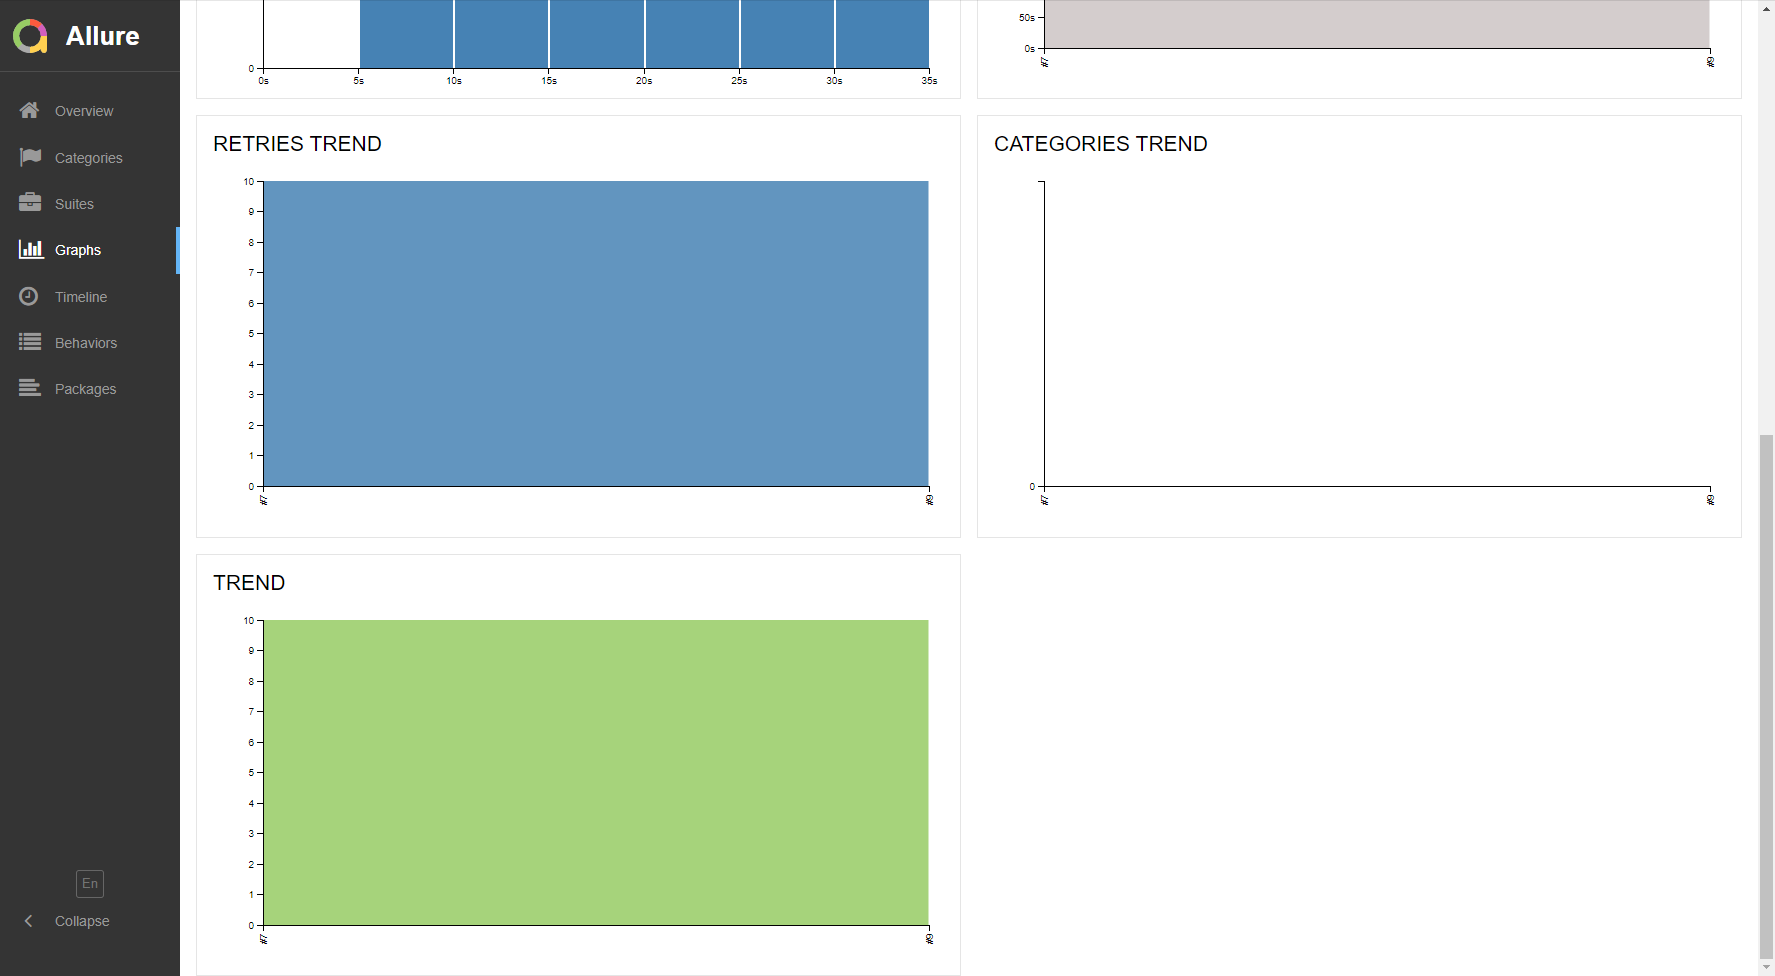 Allure
Overview
Categories
Suites
Graphs
Timeline
Behaviors
Packages
En
Collapse
0
0s 5s 10s 15s 20s 25s 30s 35s
50s
0s
#7 #9
RETRIES TREND
10
9
8
7
6
5
4
3
2
1
0
#7 #9
CATEGORIES TREND
0
#7 #9
TREND
10
9
8
7
6
5
4
3
2
1
0
#7 #9